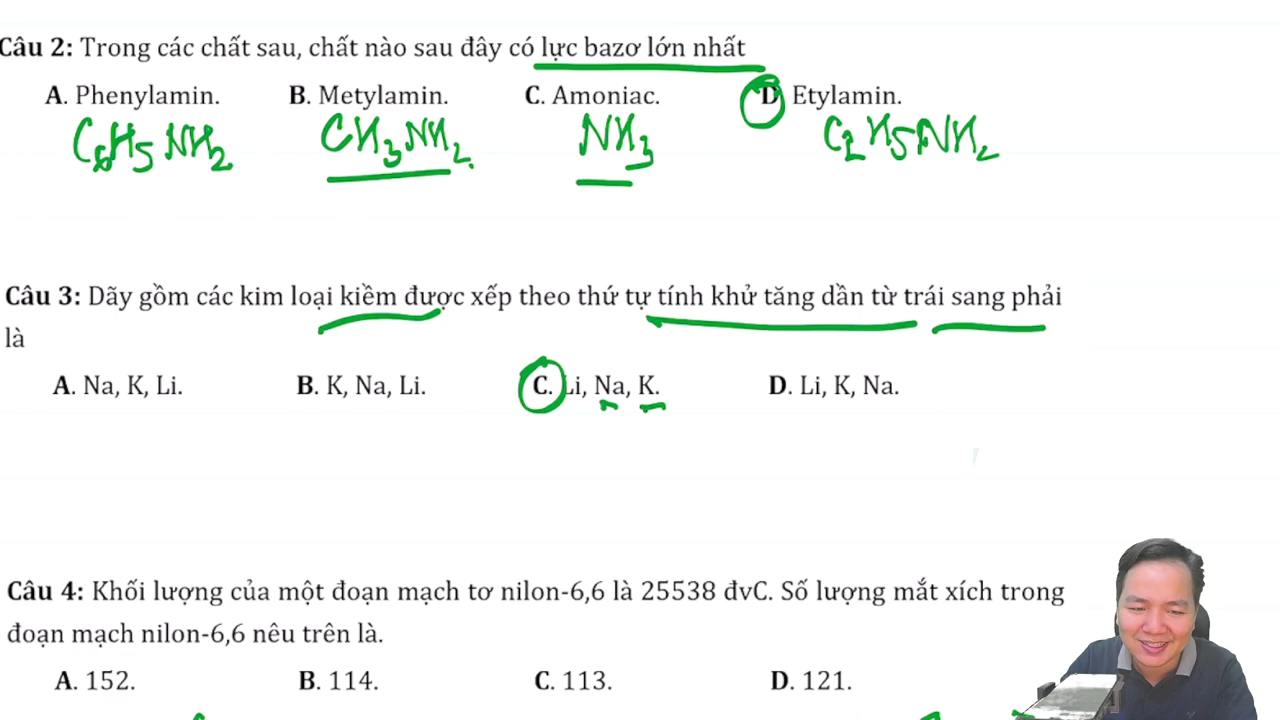 Câu 2: Trong các chất sau, chất nào sau đây có lực bazơ lớn nhất
A. Phenylamin. B. Metylamin. C. Amoniac. D. Etylamin.
C6H5NH2 CH3NH2. NH3 C2H5NH2
Câu 3: Dãy gồm các kim loại kiềm được xếp theo thứ tự tính khử tăng dần từ trái sang phải
là
A. Na, K, Li. B. K, Na, Li. C. Li, Na, K. D. Li, K, Na.
Câu 4: Khối lượng của một đoạn mạch tơ nilon-6,6 là 25538 đvC. Số lượng mắt xích trong
đoạn mạch nilon-6,6 nêu trên là.
A. 152. B. 114. C. 113. D. 121.